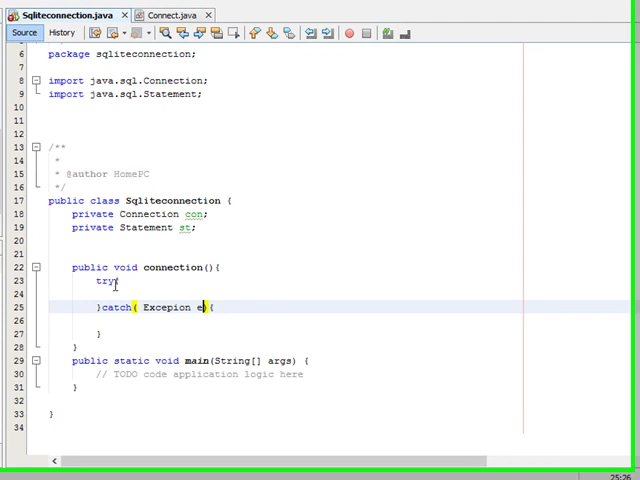 Sqliteconnection.java Connect.java
Source History
6 package sqliteconnection;
7
8 import java.sql.Connection;
9 import java.sql.Statement;
10
11
12
13 /**
14 *
15 * @author HomePC
16 */
17 public class Sqliteconnection {
18 private Connection con;
19 private Statement st;
20
21
22 public void connection(){
23 try{
24
25 }catch( Excepion e){
26
27 }
28 }
29 public static void main(String[] args) {
30 // TODO code application logic here
31 }
32
33 }
34
25:26